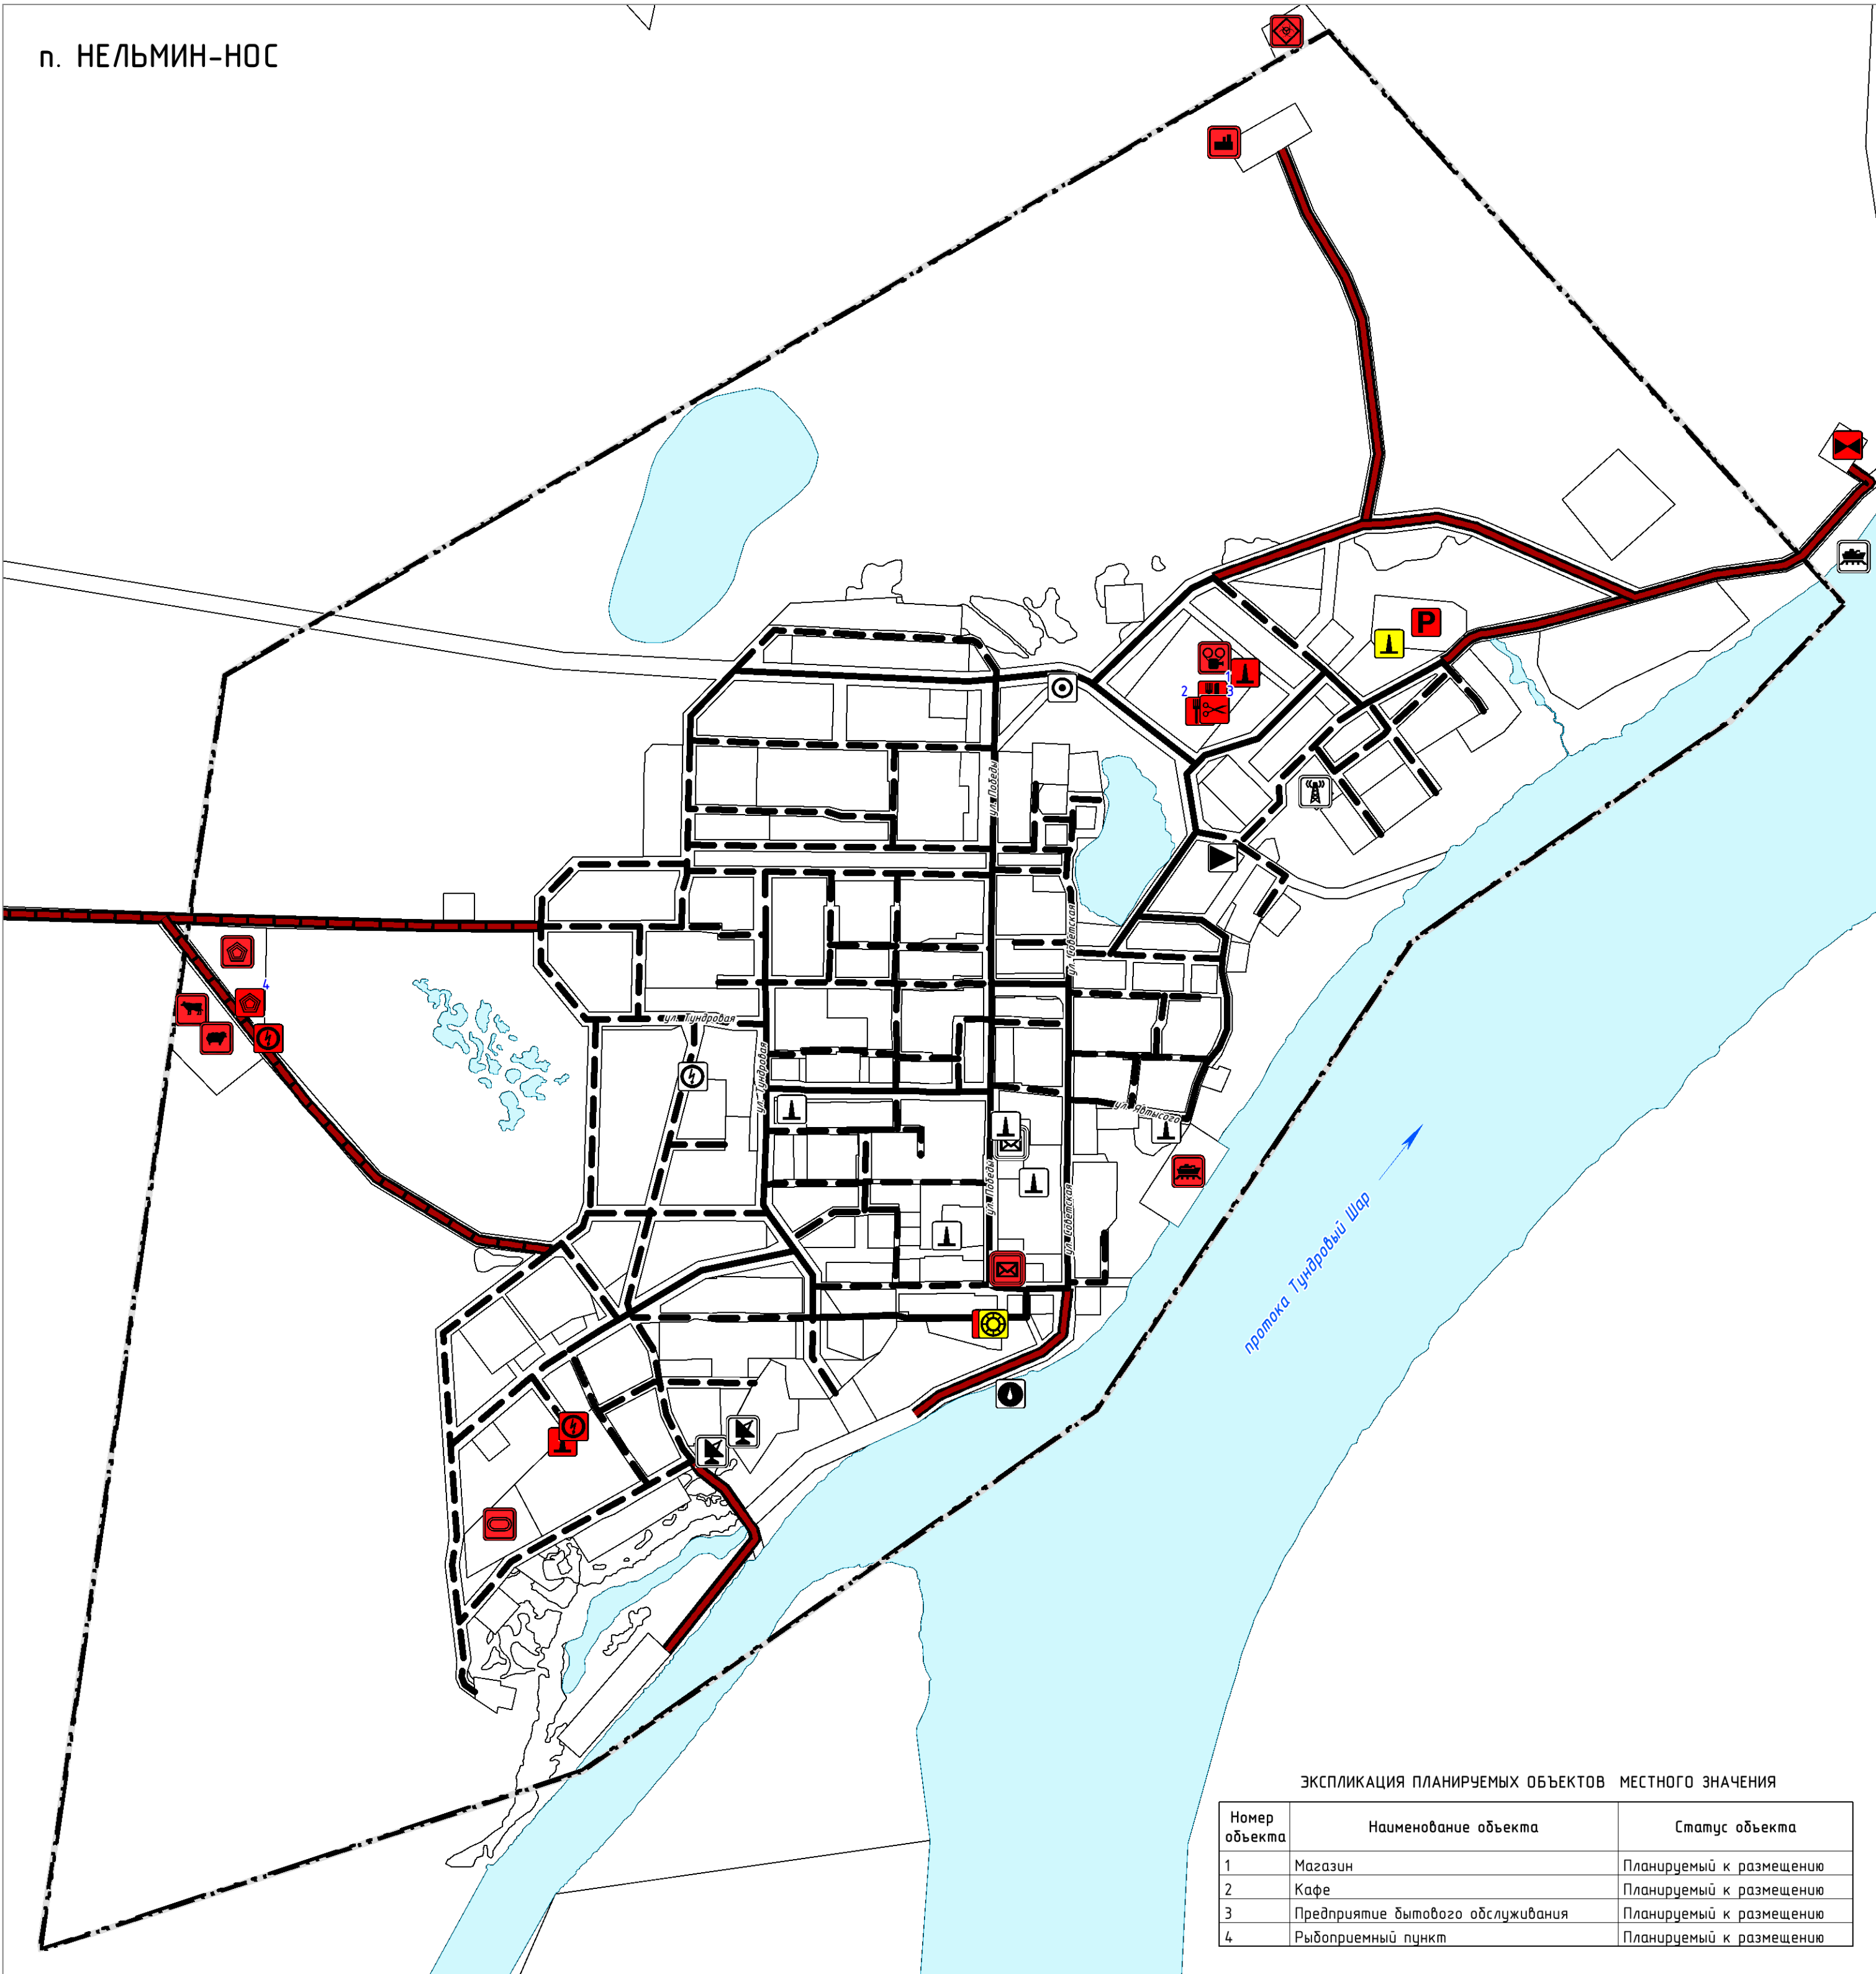 п. НЕЛЬМИН-НОС
P
1
2
3
ул. Победы
ул. Советская
4
ул. Тундровая
ул. Тундровая
ул. Явтысого
ул. Победы
ул. Советская
протока Тундровый Шар
ЭКСПЛИКАЦИЯ ПЛАНИРУЕМЫХ ОБЪЕКТОВ МЕСТНОГО ЗНАЧЕНИЯ
Номер объекта Наименование объекта Статус объекта
1 Магазин Планируемый к размещению
2 Кафе Планируемый к размещению
3 Предприятие бытового обслуживания Планируемый к размещению
4 Рыбоприемный пункт Планируемый к размещению